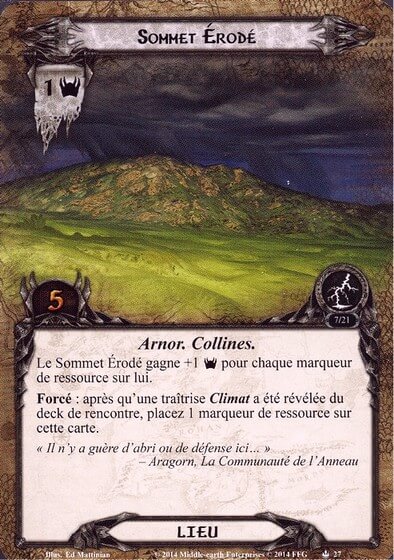 Sommet Érodé
1
5
7/21
Arnor. Collines.
Le Sommet Érodé gagne +1 pour chaque marqueur
de ressource sur lui.
Forcé : après qu'une traîtrise Climat a été révélée du
deck de rencontre, placez 1 marqueur de ressource sur
cette carte.
« Il n'y a guère d'abri ou de défense ici... »
– Aragorn, La Communauté de l'Anneau
LIEU
Illus. Ed Mattinian
© 2014 Middle-earth Enterprises © 2014 FFG
27